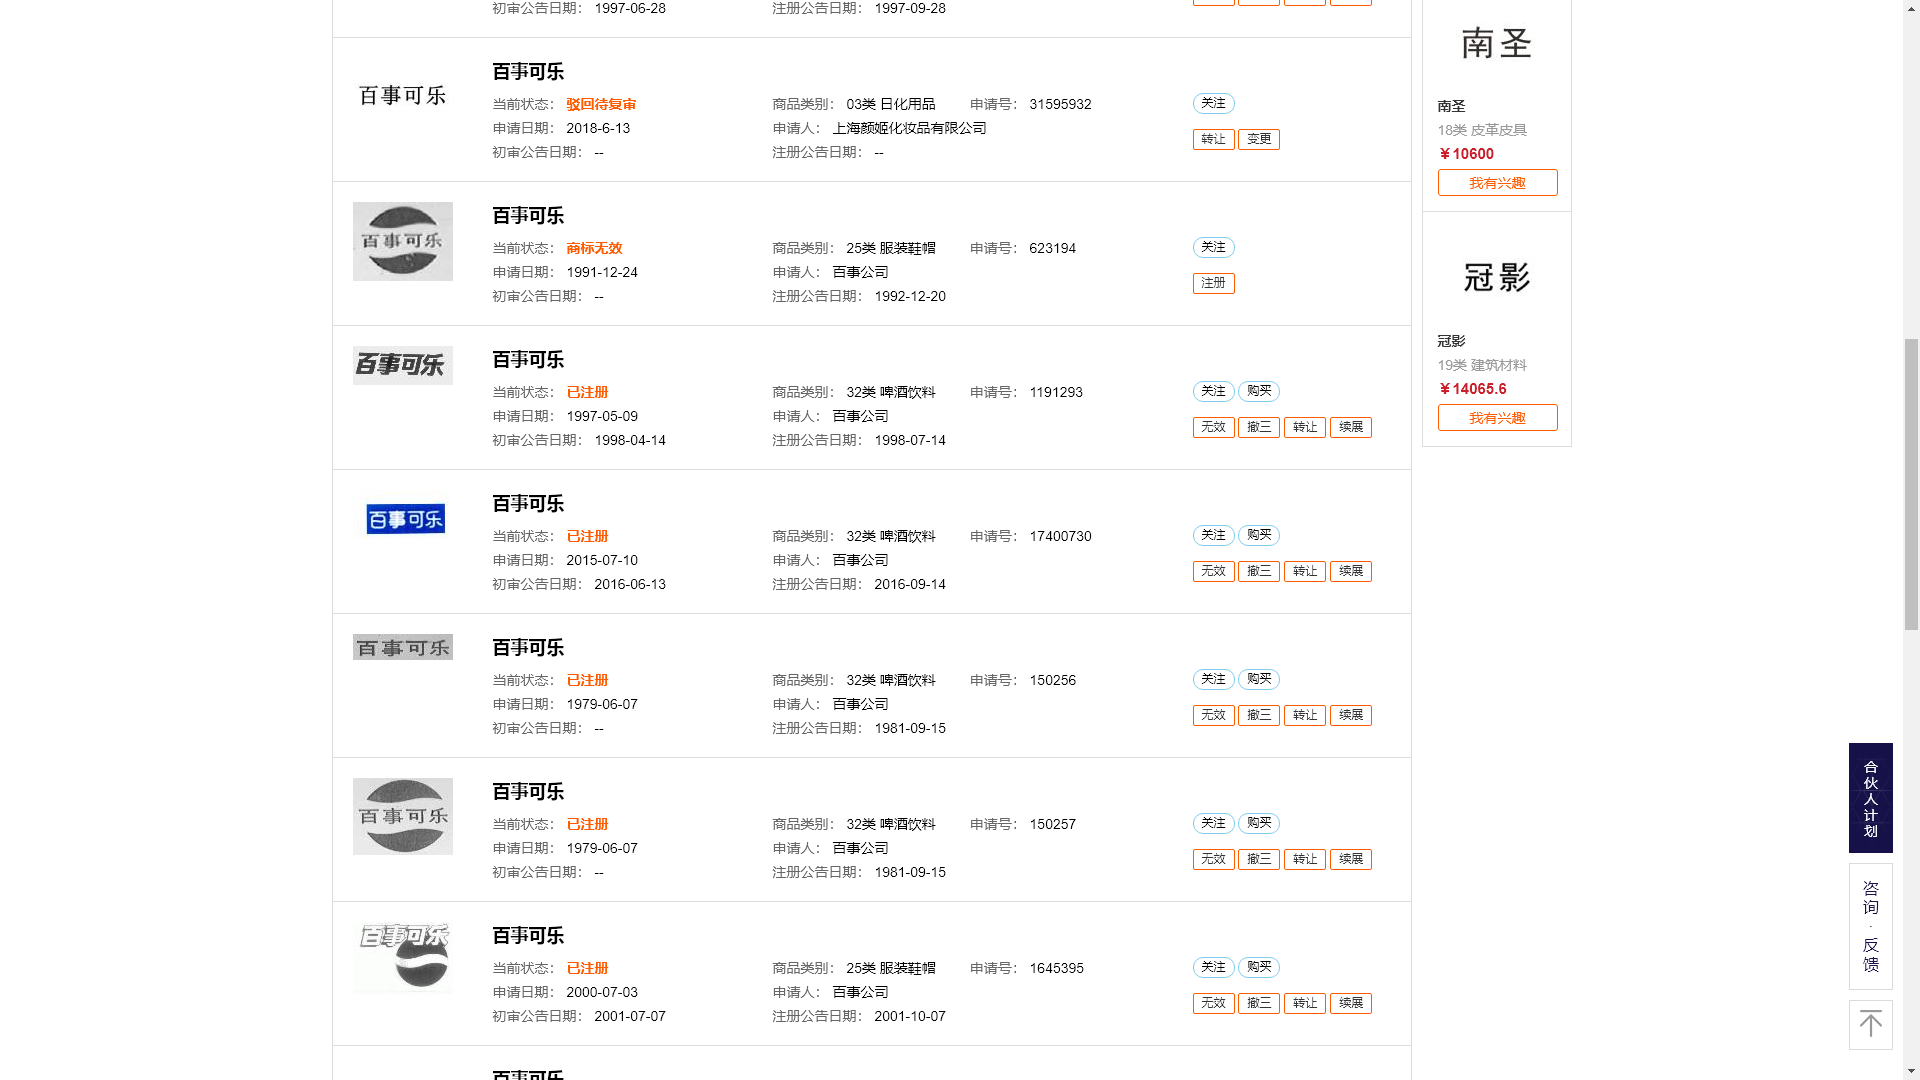 初审公告日期： 1997-06-28 注册公告日期： 1997-09-28
百事可乐
百事可乐
当前状态： 驳回待复审 商品类别： 03类 日化用品 申请号： 31595932 关注
申请日期： 2018-6-13 申请人： 上海颜姬化妆品有限公司 转让 变更
初审公告日期： -- 注册公告日期： --
百事可乐
百事可乐
当前状态： 商标无效 商品类别： 25类 服装鞋帽 申请号： 623194 关注
申请日期： 1991-12-24 申请人： 百事公司 注册
初审公告日期： -- 注册公告日期： 1992-12-20
百事可乐
百事可乐
当前状态： 已注册 商品类别： 32类 啤酒饮料 申请号： 1191293 关注 购买
申请日期： 1997-05-09 申请人： 百事公司 无效 撤三 转让 续展
初审公告日期： 1998-04-14 注册公告日期： 1998-07-14
百事可乐
百事可乐
当前状态： 已注册 商品类别： 32类 啤酒饮料 申请号： 17400730 关注 购买
申请日期： 2015-07-10 申请人： 百事公司 无效 撤三 转让 续展
初审公告日期： 2016-06-13 注册公告日期： 2016-09-14
百事可乐
百事可乐
当前状态： 已注册 商品类别： 32类 啤酒饮料 申请号： 150256 关注 购买
申请日期： 1979-06-07 申请人： 百事公司 无效 撤三 转让 续展
初审公告日期： -- 注册公告日期： 1981-09-15
百事可乐
百事可乐
当前状态： 已注册 商品类别： 32类 啤酒饮料 申请号： 150257 关注 购买
申请日期： 1979-06-07 申请人： 百事公司 无效 撤三 转让 续展
初审公告日期： -- 注册公告日期： 1981-09-15
百事可乐
百事可乐
当前状态： 已注册 商品类别： 25类 服装鞋帽 申请号： 1645395 关注 购买
申请日期： 2000-07-03 申请人： 百事公司 无效 撤三 转让 续展
初审公告日期： 2001-07-07 注册公告日期： 2001-10-07
百事可乐
南圣
南圣
18类 皮革皮具
￥10600
我有兴趣
冠影
冠影
19类 建筑材料
￥14065.6
我有兴趣
合伙人计划
咨询·反馈